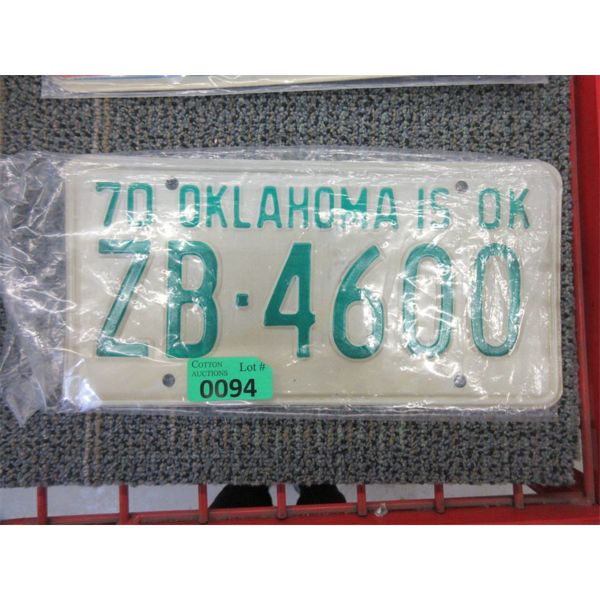 70 OKLAHOMA IS OK
ZB·4600
COTTON AUCTIONS Lot #
0094